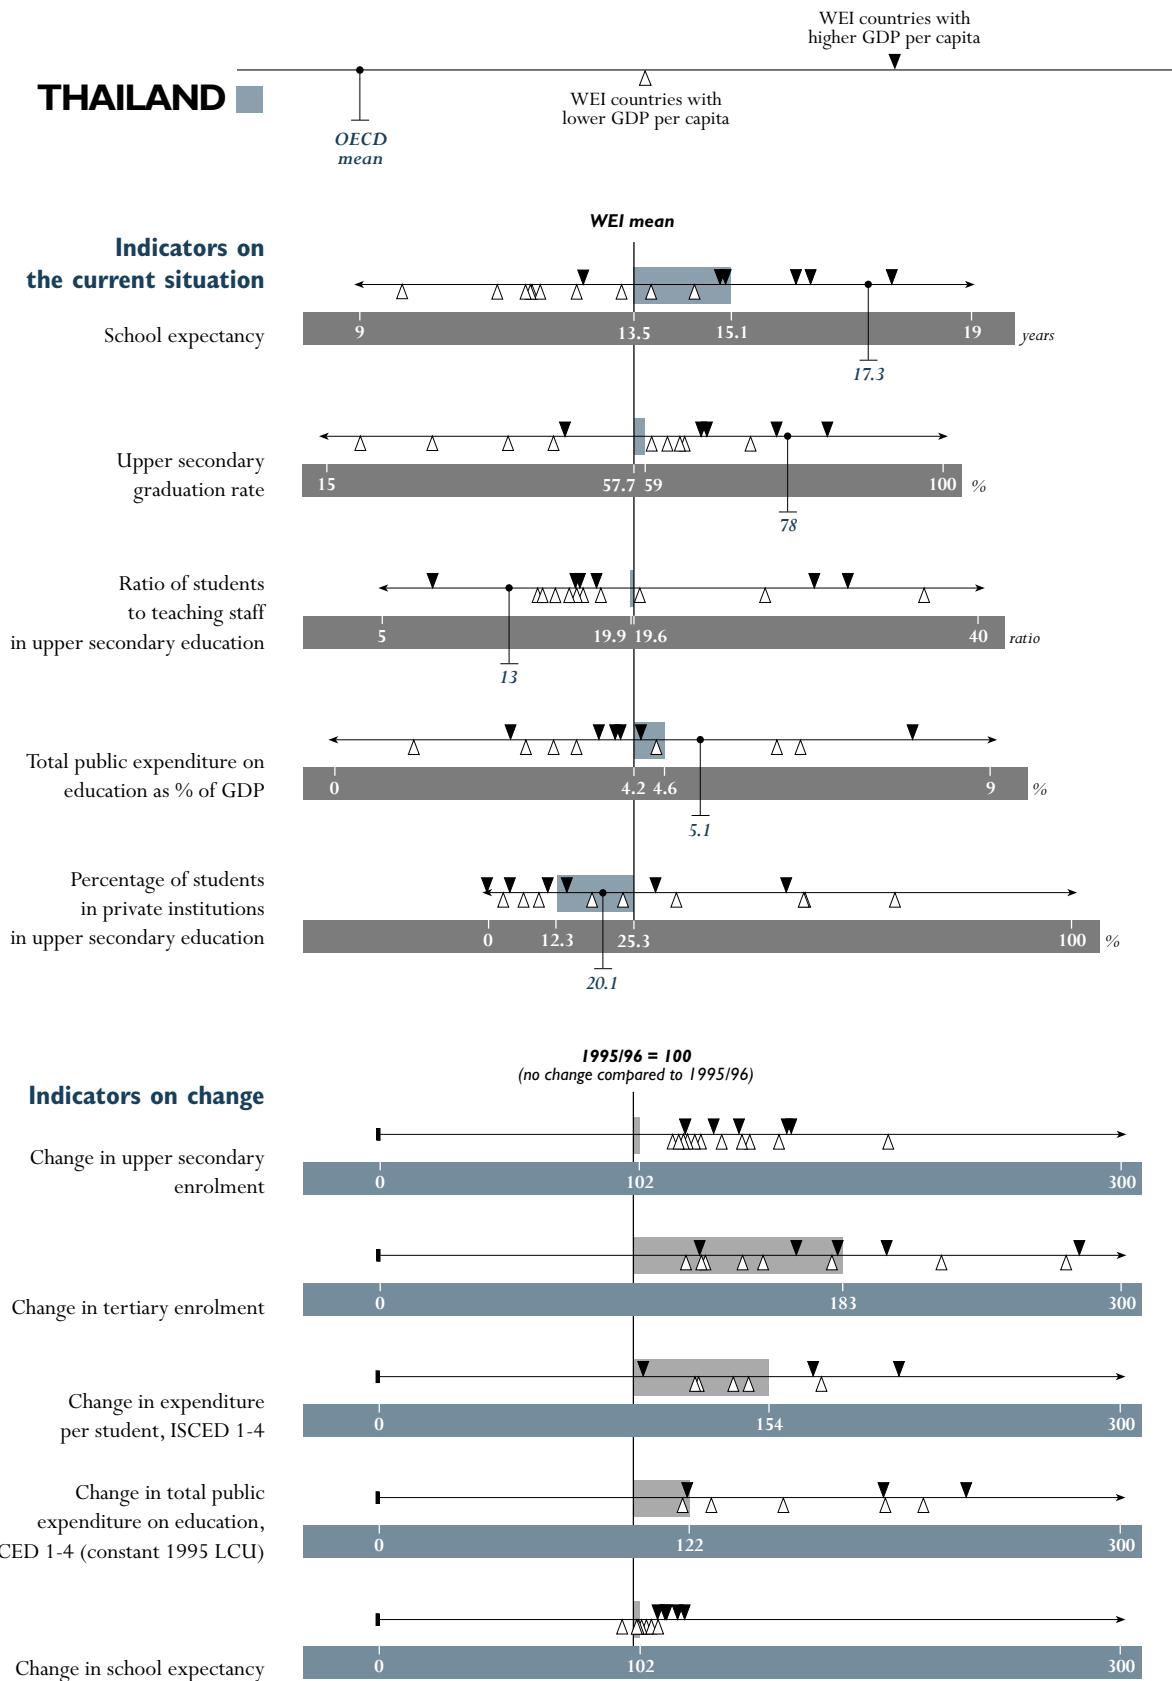 WEI countries with
higher GDP per capita
THAILAND
WEI countries with
lower GDP per capita
OECD
mean
WEI mean
Indicators on
the current situation
School expectancy
9 13.5 15.1 19 years
17.3
Upper secondary
graduation rate
15 57.7 59 100 %
78
Ratio of students
to teaching staff
in upper secondary education
5 19.9 19.6 40 ratio
13
Total public expenditure on
education as % of GDP
0 4.2 4.6 9 %
5.1
Percentage of students
in private institutions
in upper secondary education
0 12.3 25.3 100 %
20.1
1995/96 = 100
(no change compared to 1995/96)
Indicators on change
Change in upper secondary
enrolment
0 102 300
Change in tertiary enrolment
0 183 300
Change in expenditure
per student, ISCED 1-4
0 154 300
Change in total public
expenditure on education,
CED 1-4 (constant 1995 LCU)
0 122 300
Change in school expectancy
0 102 300